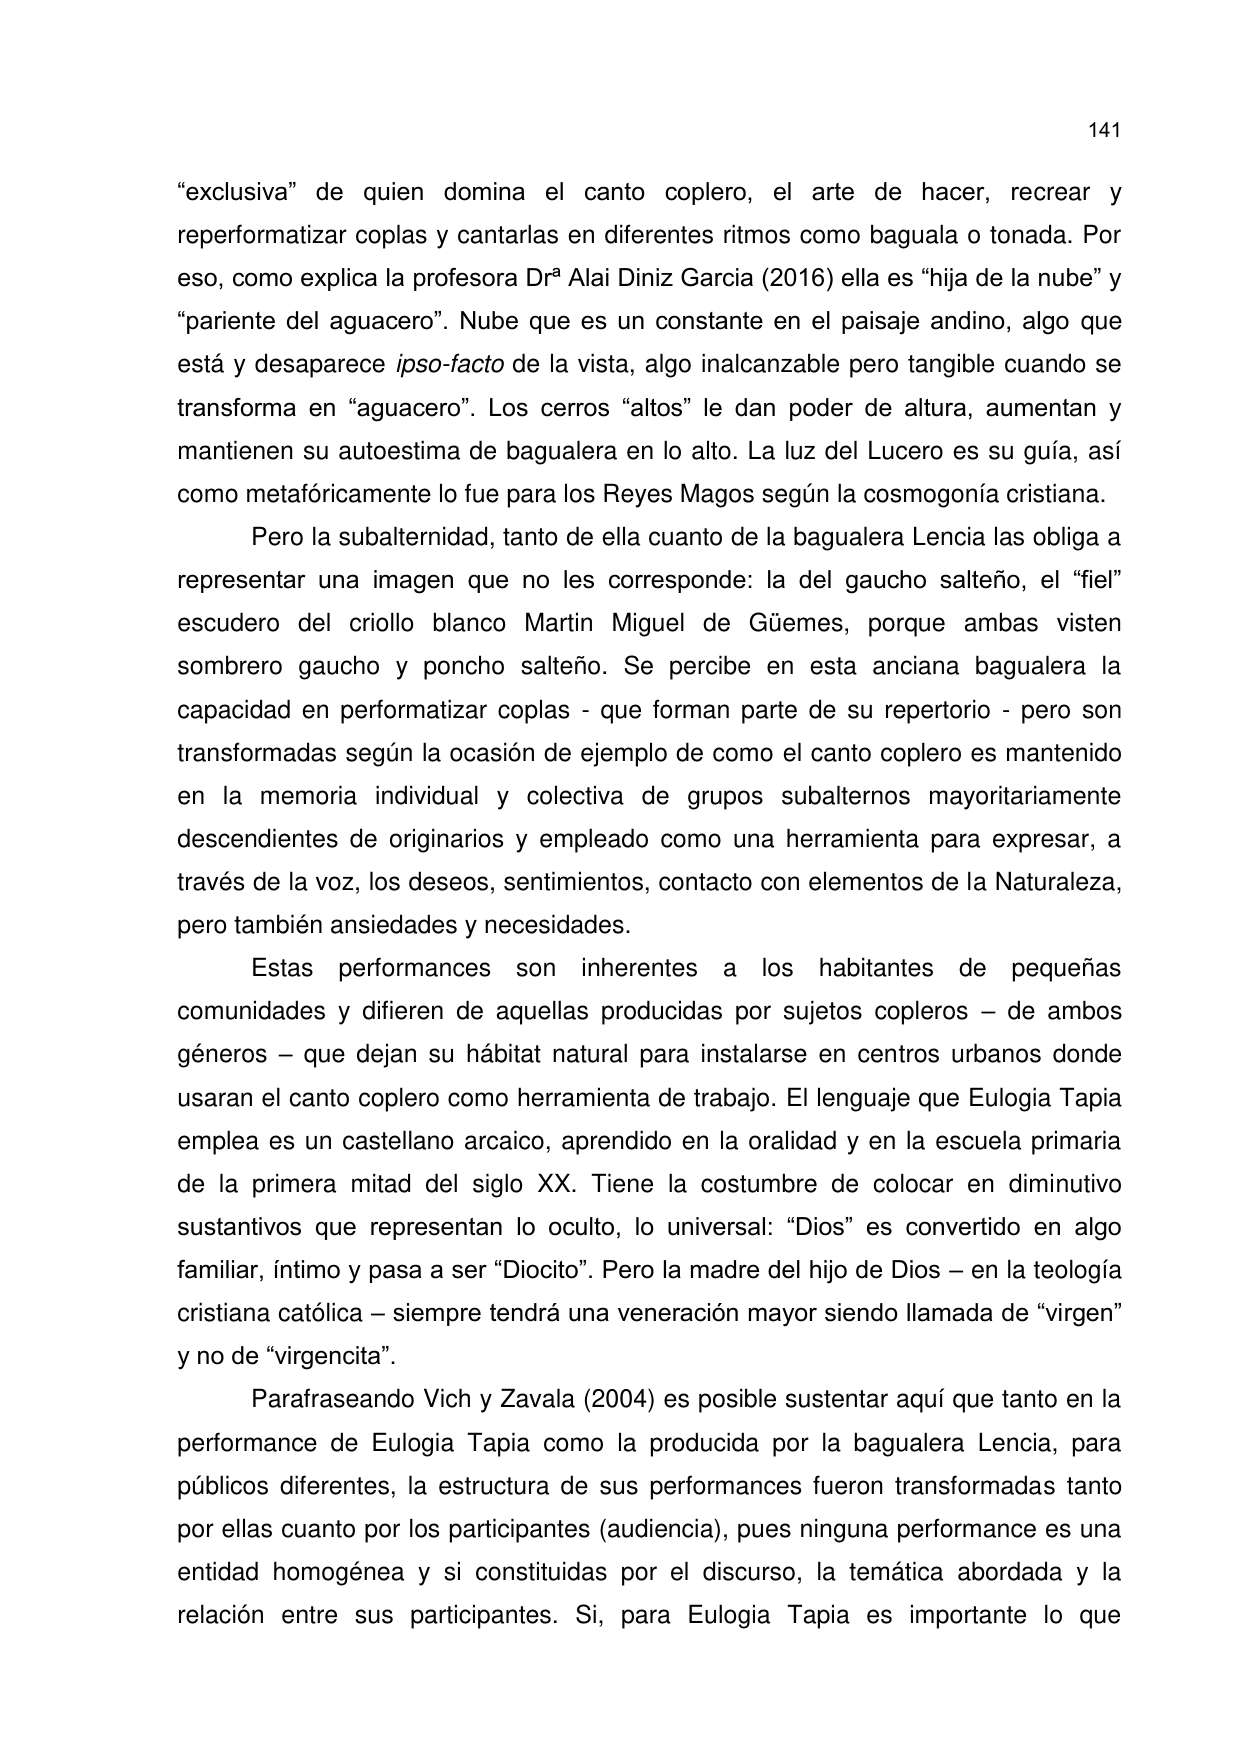 141
“exclusiva” de quien domina el canto coplero, el arte de hacer, recrear y
reperformatizar coplas y cantarlas en diferentes ritmos como baguala o tonada. Por
eso, como explica la profesora Drª Alai Diniz Garcia (2016) ella es “hija de la nube” y
“pariente del aguacero”. Nube que es un constante en el paisaje andino, algo que
está y desaparece ipso-facto de la vista, algo inalcanzable pero tangible cuando se
transforma en “aguacero”. Los cerros “altos” le dan poder de altura, aumentan y
mantienen su autoestima de bagualera en lo alto. La luz del Lucero es su guía, así
como metafóricamente lo fue para los Reyes Magos según la cosmogonía cristiana.
Pero la subalternidad, tanto de ella cuanto de la bagualera Lencia las obliga a
representar una imagen que no les corresponde: la del gaucho salteño, el “fiel”
escudero del criollo blanco Martin Miguel de Güemes, porque ambas visten
sombrero gaucho y poncho salteño. Se percibe en esta anciana bagualera la
capacidad en performatizar coplas - que forman parte de su repertorio - pero son
transformadas según la ocasión de ejemplo de como el canto coplero es mantenido
en la memoria individual y colectiva de grupos subalternos mayoritariamente
descendientes de originarios y empleado como una herramienta para expresar, a
través de la voz, los deseos, sentimientos, contacto con elementos de la Naturaleza,
pero también ansiedades y necesidades.
Estas performances son inherentes a los habitantes de pequeñas
comunidades y difieren de aquellas producidas por sujetos copleros – de ambos
géneros – que dejan su hábitat natural para instalarse en centros urbanos donde
usaran el canto coplero como herramienta de trabajo. El lenguaje que Eulogia Tapia
emplea es un castellano arcaico, aprendido en la oralidad y en la escuela primaria
de la primera mitad del siglo XX. Tiene la costumbre de colocar en diminutivo
sustantivos que representan lo oculto, lo universal: “Dios” es convertido en algo
familiar, íntimo y pasa a ser “Diocito”. Pero la madre del hijo de Dios – en la teología
cristiana católica – siempre tendrá una veneración mayor siendo llamada de “virgen”
y no de “virgencita”.
Parafraseando Vich y Zavala (2004) es posible sustentar aquí que tanto en la
performance de Eulogia Tapia como la producida por la bagualera Lencia, para
públicos diferentes, la estructura de sus performances fueron transformadas tanto
por ellas cuanto por los participantes (audiencia), pues ninguna performance es una
entidad homogénea y si constituidas por el discurso, la temática abordada y la
relación entre sus participantes. Si, para Eulogia Tapia es importante lo que